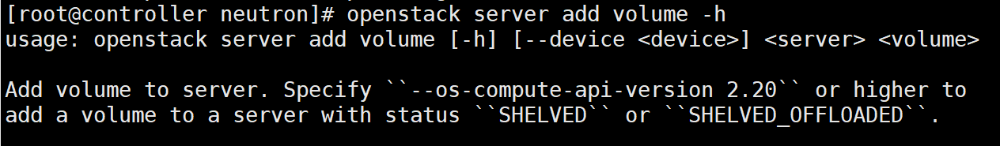 [root@controller neutron]# openstack server add volume -h
usage: openstack server add volume [-h] [--device <device>] <server> <volume>
Add volume to server. Specify ``--os-compute-api-version 2.20`` or higher to
add a volume to a server with status ``SHELVED`` or ``SHELVED_OFFLOADED``.